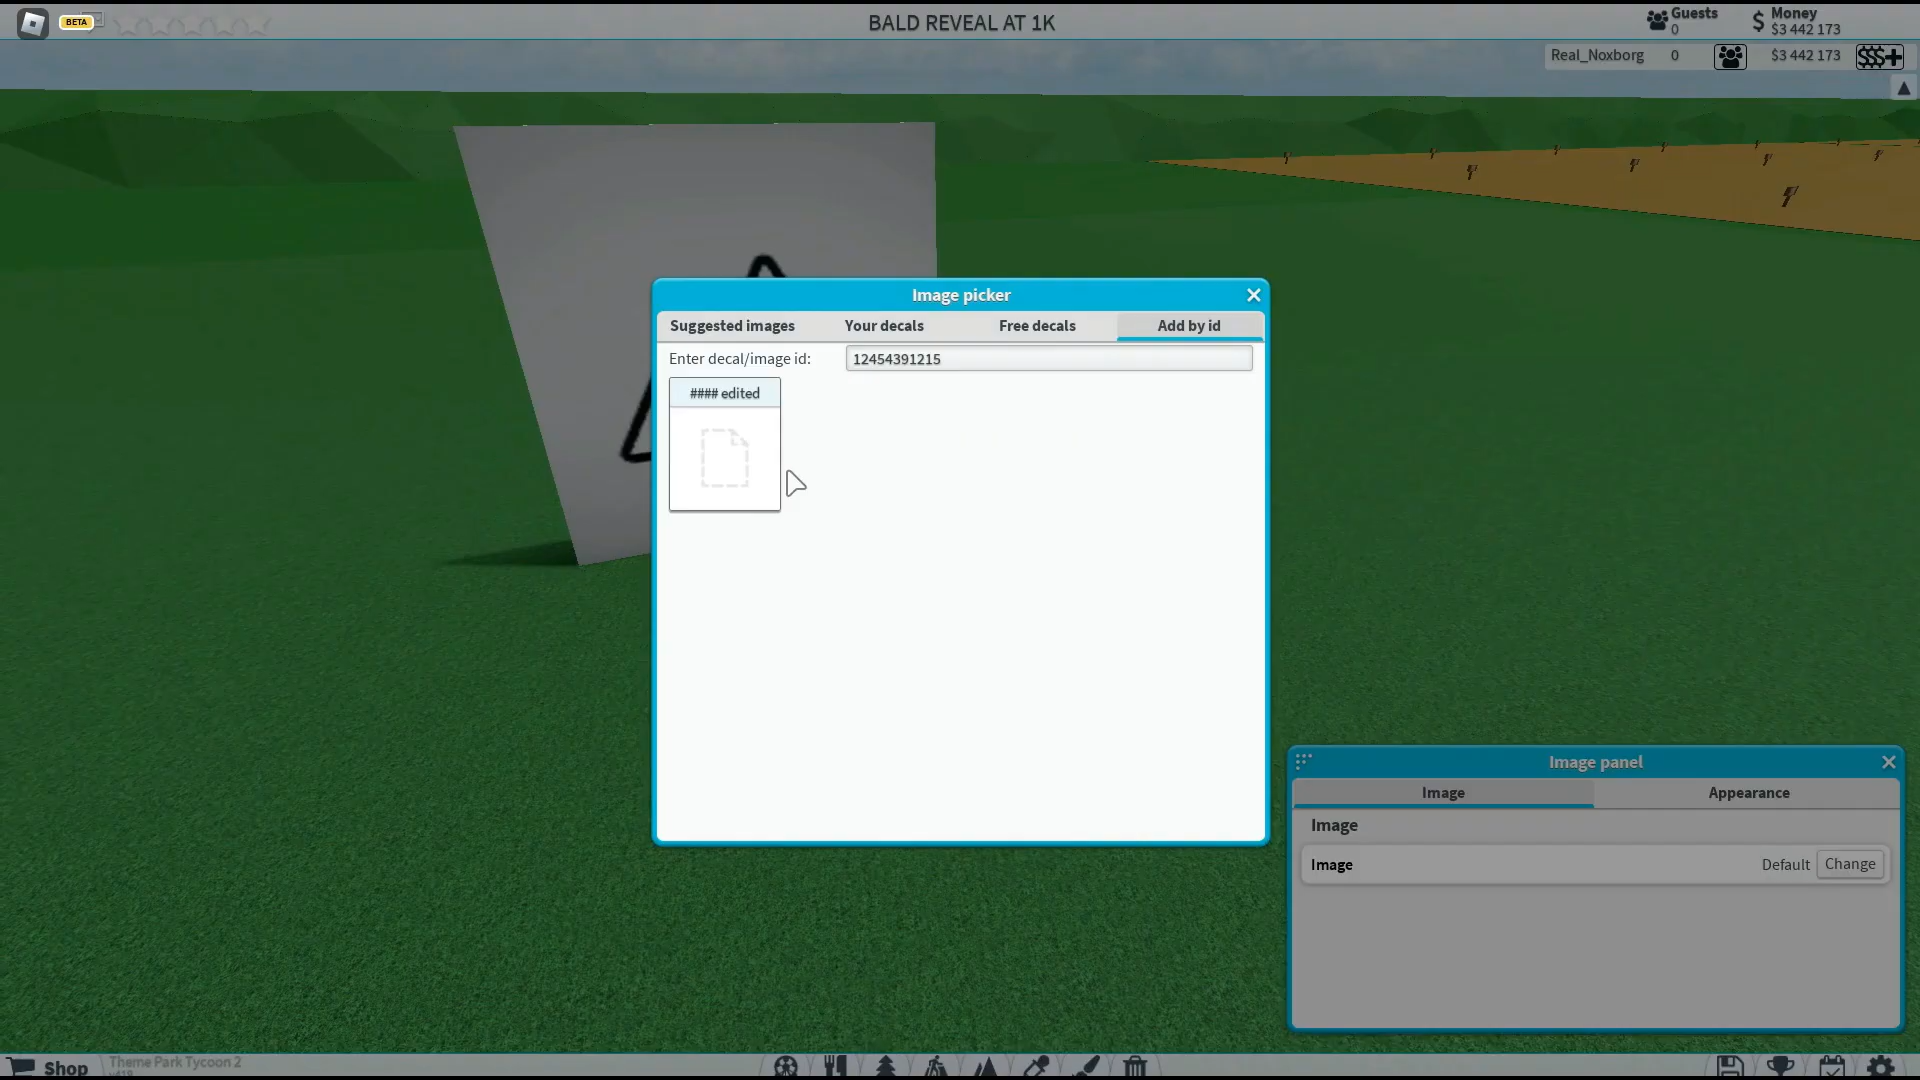 BETA
BALD REVEAL AT 1K
Guests
0
Money
$3 442 173
Real_Noxborg 0 $3 442 173 $$$+
Image picker
Suggested images Your decals Free decals Add by id
Enter decal/image id: 12454391215
#### edited
Image panel
Image Appearance
Image
Image Default Change
Shop
Theme Park Tycoon 2